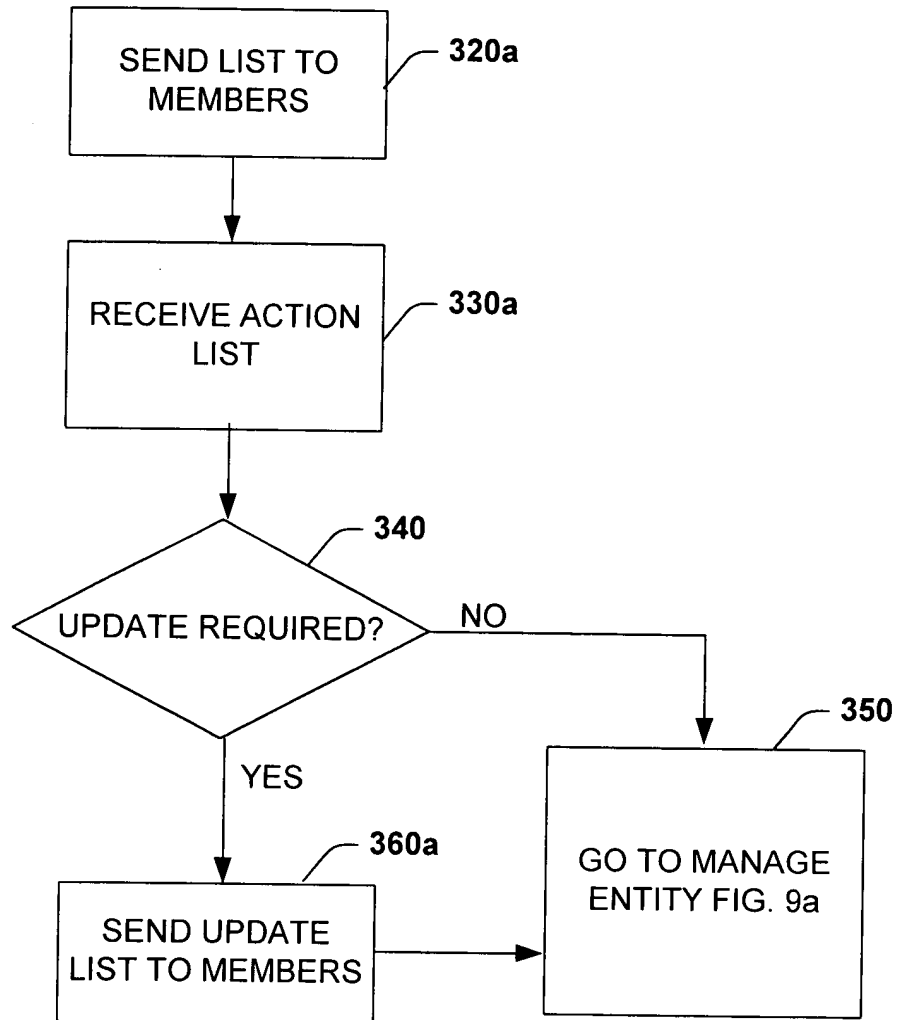 SEND LIST TO
MEMBERS
320a
RECEIVE ACTION
LIST
330a
340
UPDATE REQUIRED?
NO
YES
350
GO TO MANAGE
ENTITY FIG. 9a
360a
SEND UPDATE
LIST TO MEMBERS